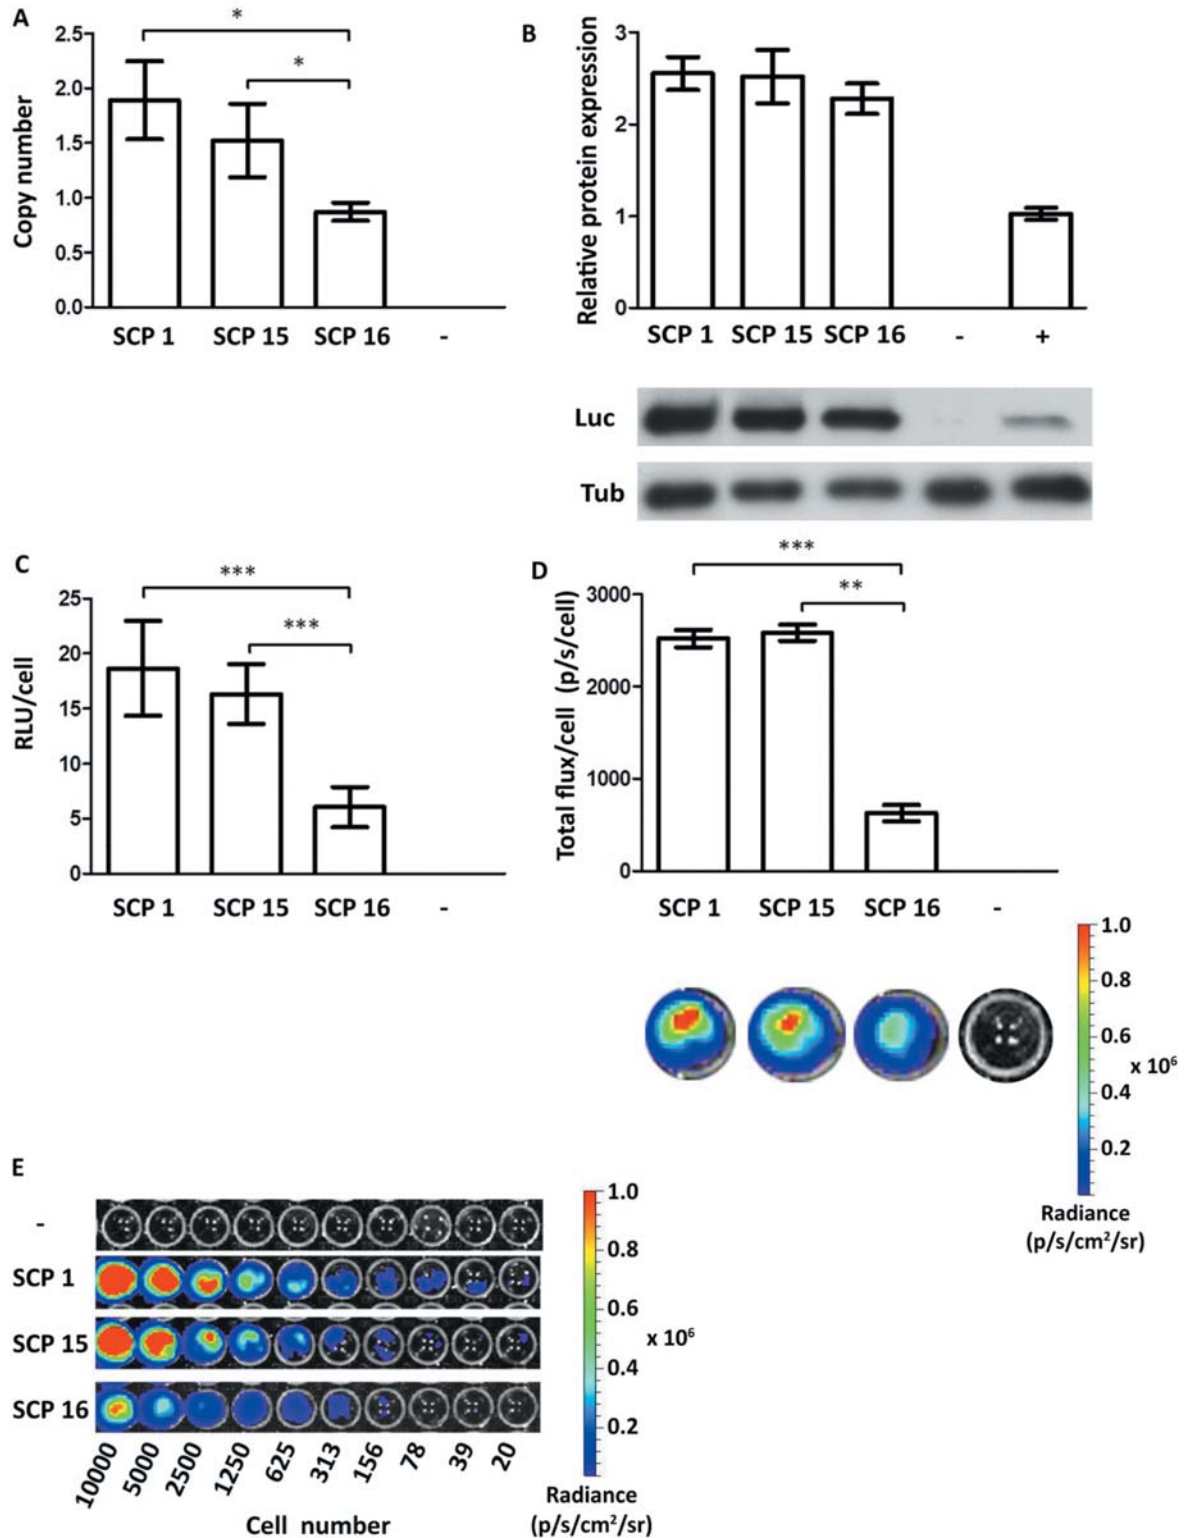 A
*
*
2.5
2.0
1.5
1.0
0.5
0.0
Copy number
SCP 1 SCP 15 SCP 16 -
B
3
2
1
0
Relative protein expression
SCP 1 SCP 15 SCP 16 - +
Luc
Tub
C
***
***
25
20
15
10
5
0
RLU/cell
SCP 1 SCP 15 SCP 16 -
D
***
**
3000
2000
1000
0
Total flux/cell (p/s/cell)
SCP 1 SCP 15 SCP 16 -
1.0
0.8
0.6
x 10⁶
0.4
0.2
Radiance
(p/s/cm²/sr)
E
-
SCP 1
SCP 15
SCP 16
10000 5000 2500 1250 625 313 156 78 39 20
Cell number
1.0
0.8
0.6
x 10⁶
0.4
0.2
Radiance
(p/s/cm²/sr)